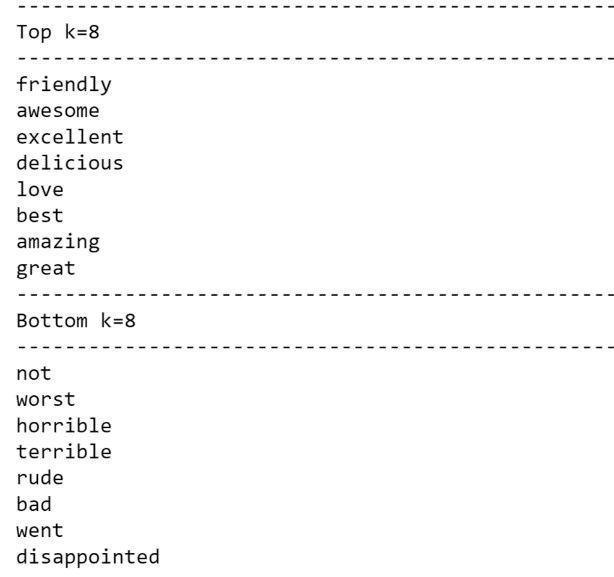 ------------------------------------------------
Top k=8
------------------------------------------------
friendly
awesome
excellent
delicious
love
best
amazing
great
------------------------------------------------
Bottom k=8
------------------------------------------------
not
worst
horrible
terrible
rude
bad
went
disappointed